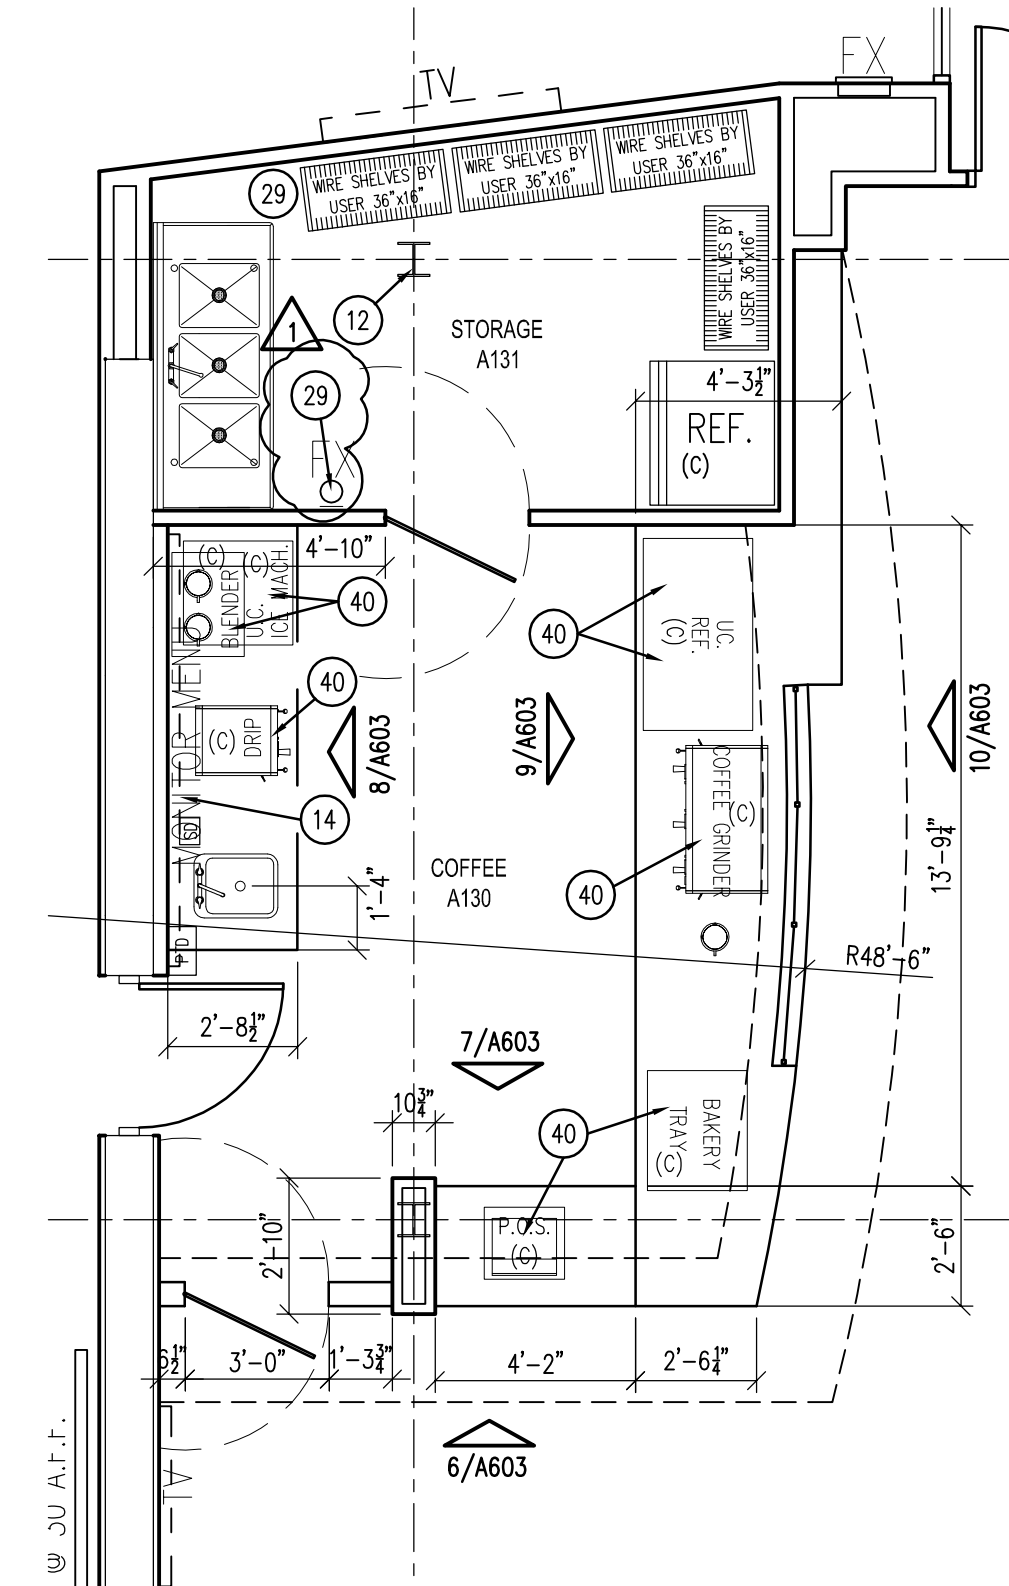 FX
TV
WIRE SHELVES BY
USER 36"x16"
WIRE SHELVES BY
USER 36"x16"
WIRE SHELVES BY
USER 36"x16"
29
WIRE SHELVES BY
USER 36"x16"
12
1
STORAGE
A131
29
FX
4'-3½"
REF.
(C)
4'-10"
(C)
(C)
BLENDER
U.C.
ICE MACH.
40
40
U.C.
REF.
(C)
MONITOR MENU
40
(C)
DRIP
8/A603
9/A603
10/A603
14
SD
COFFEE GRINDER
(C)
COFFEE
A130
40
1'-4"
13'-9¼"
PTD
R48'-6"
2'-8½"
7/A603
10¾"
40
BAKERY
TRAY
(C)
P.O.S.
(C)
2'-10"
2'-6"
6½"
3'-0"
1'-3¾"
4'-2"
2'-6¼"
6/A603
TV
@ 30 A.F.F.